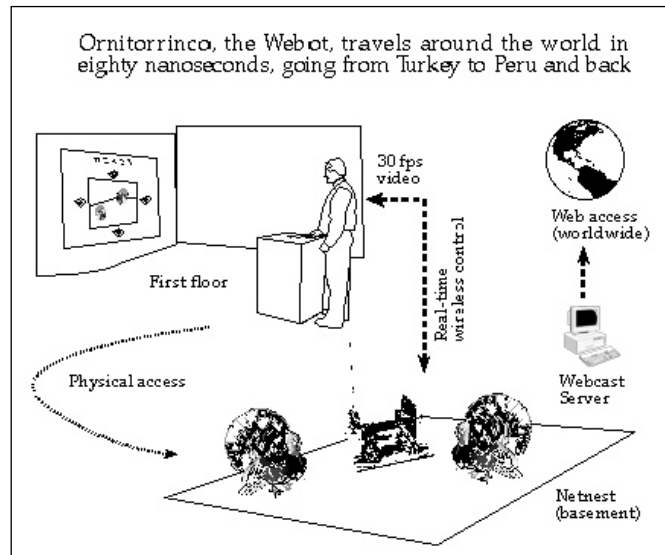 Ornitorrinco, the Webot, travels around the world in
eighty nanoseconds, going from Turkey to Peru and back
30 fps
video
Web access
(worldwide)
First floor
Real-time
wireless control
Physical access
Webcast
Server
Netnest
(basement)